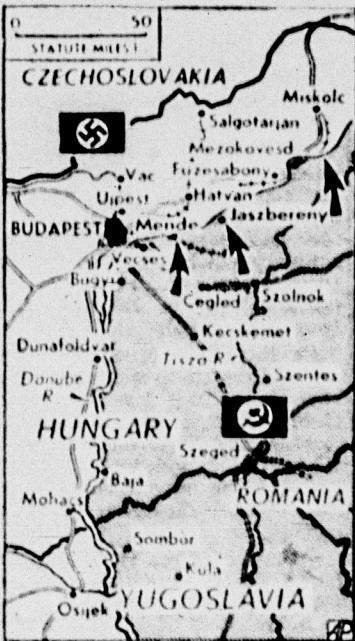 0 50
STATUTE MILES
CZECHOSLOVAKIA
Miskolc
Salgotarjan
Mezokovesd
Fuzesabony
Vac
Hatvan
Ujpest
Jaszbereny
BUDAPEST
Mende
Vecses
Bugyi
Cegled
Szolnok
Kecskemet
Dunafoldvar
Tisza R.
Szentes
Danube
R.
HUNGARY
Szeged
Baja
ROMANIA
Mohacs
Sombor
Kula
YUGOSLAVIA
Osijek
AP